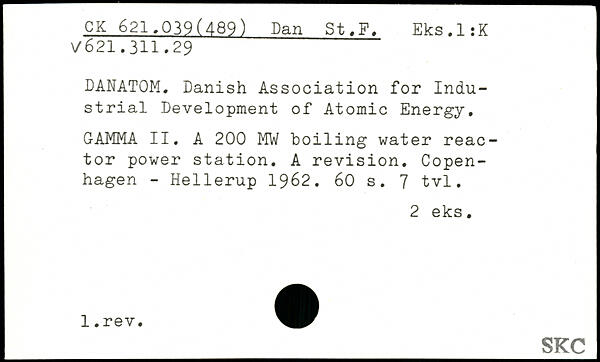 CK 621.039(489) Dan St.F. Eks.1:K
V621.311.29
DANATOM. Danish Association for Indu-
strial Development of Atomic Energy.
GAMMA II. A 200 MW boiling water reac-
tor power station. A revision. Copen-
hagen - Hellerup 1962. 60 s. 7 tvl.
2 eks.
1.rev.
SKC